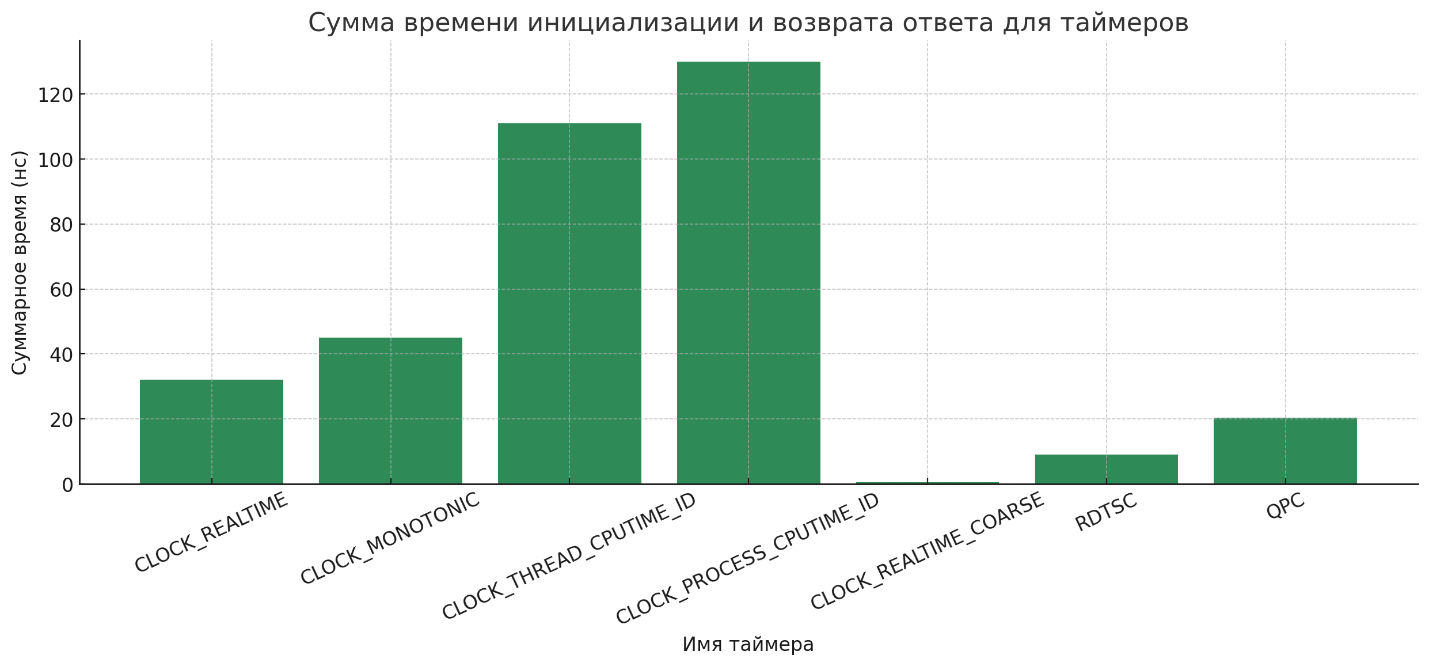 Сумма времени инициализации и возврата ответа для таймеров
Суммарное время (нс)
120
100
80
60
40
20
0
CLOCK_REALTIME
CLOCK_MONOTONIC
CLOCK_THREAD_CPUTIME_ID
CLOCK_PROCESS_CPUTIME_ID
CLOCK_REALTIME_COARSE
RDTSC
QPC
Имя таймера